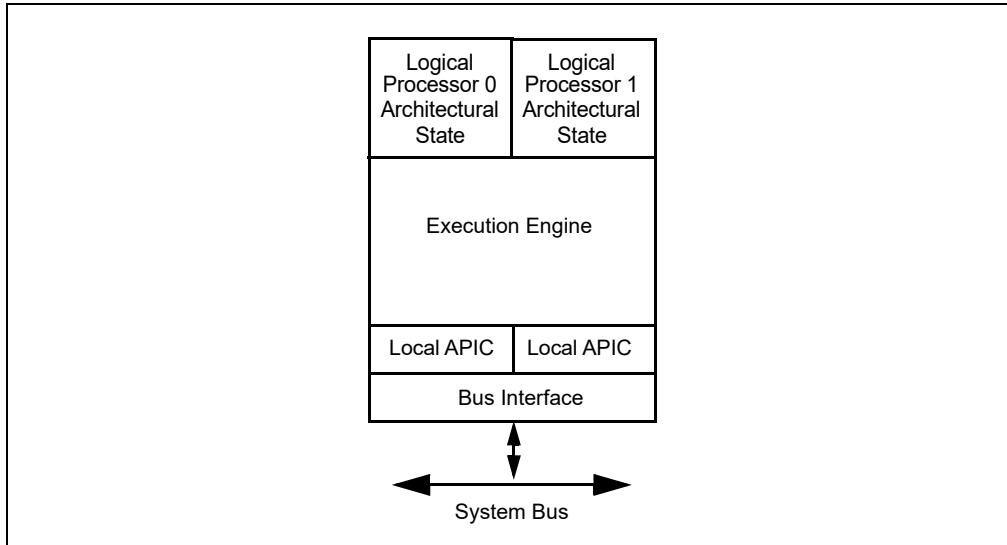 Logical
Processor 0
Architectural
State
Logical
Processor 1
Architectural
State
Execution Engine
Local APIC
Local APIC
Bus Interface
System Bus